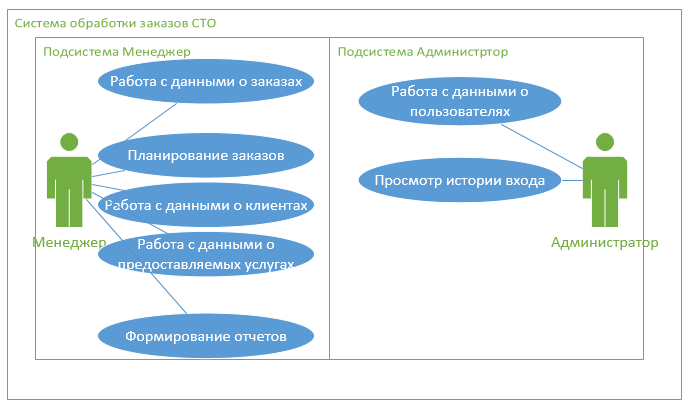 Система обработки заказов СТО
Подсистема Менеджер
Работа с данными о заказах
Планирование заказов
Работа с данными о клиентах
Менеджер
Работа с данными о
предоставляемых услугах
Формирование отчетов
Подсистема Администртор
Работа с данными о
пользователях
Просмотр истории входа
Администратор